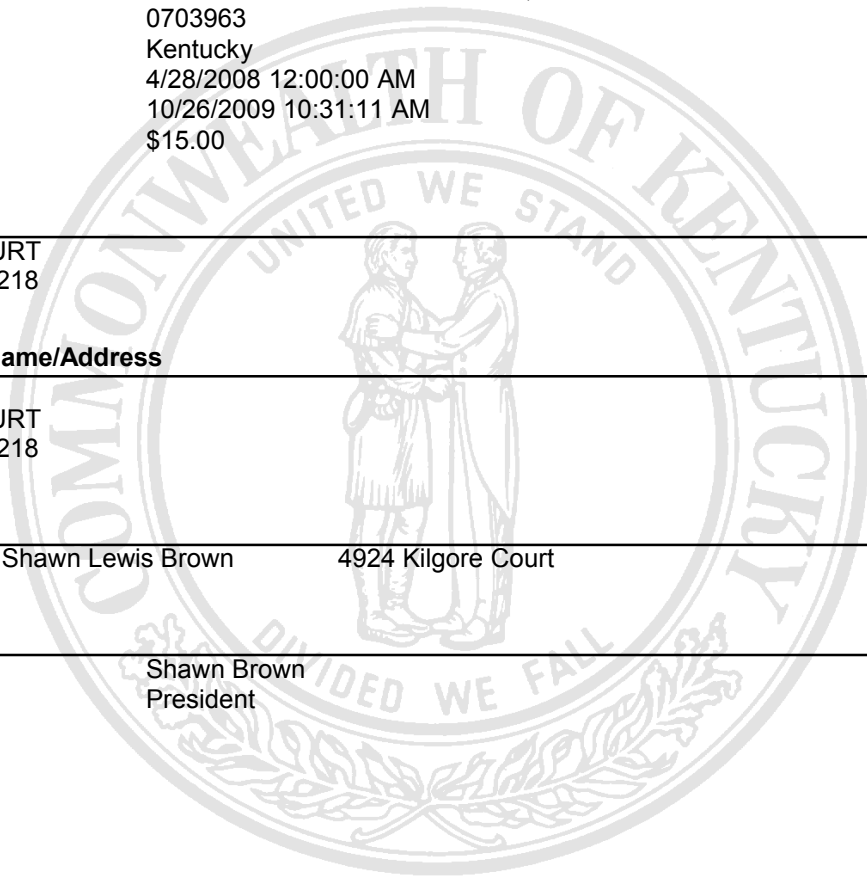 0703963
Kentucky
4/28/2008 12:00:00 AM
10/26/2009 10:31:11 AM
$15.00
COMMONWEALTH OF KENTUCKY
UNITED WE STAND
URT
218
ame/Address
URT
218
Shawn Lewis Brown 4924 Kilgore Court
Shawn Brown
President
DIVIDED WE FALL